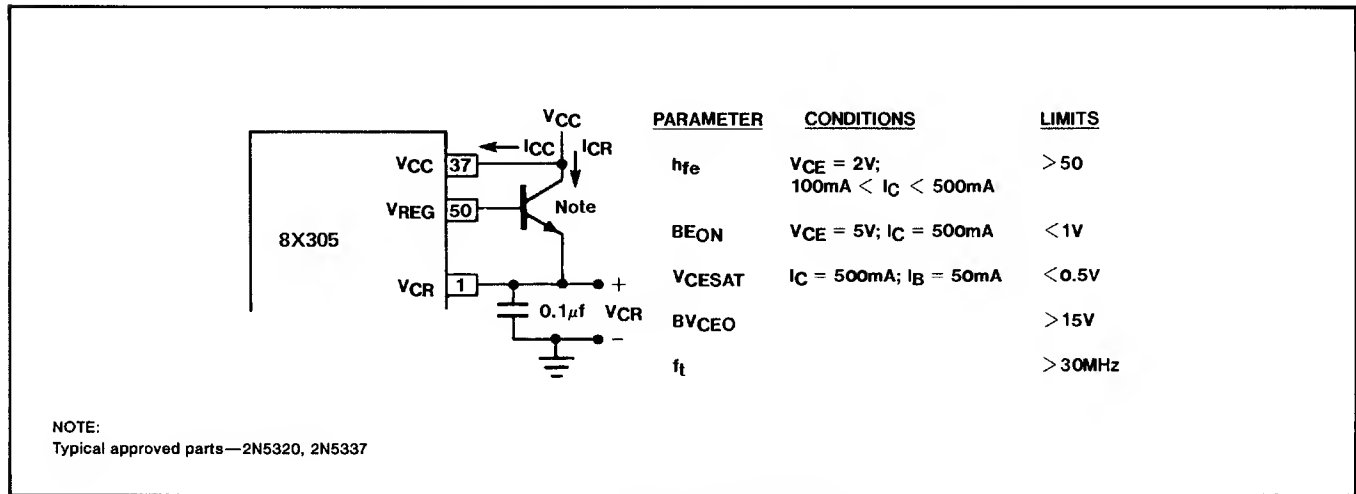 VCC
ICC
ICR
VCC 37
VREG 50
Note
8X305
VCR 1
+
0.1μf VCR
−
PARAMETER CONDITIONS LIMITS
hfe VCE = 2V; >50
100mA < IC < 500mA
BEON VCE = 5V; IC = 500mA <1V
VCESAT IC = 500mA; IB = 50mA <0.5V
BVCEO >15V
ft >30MHz
NOTE:
Typical approved parts—2N5320, 2N5337